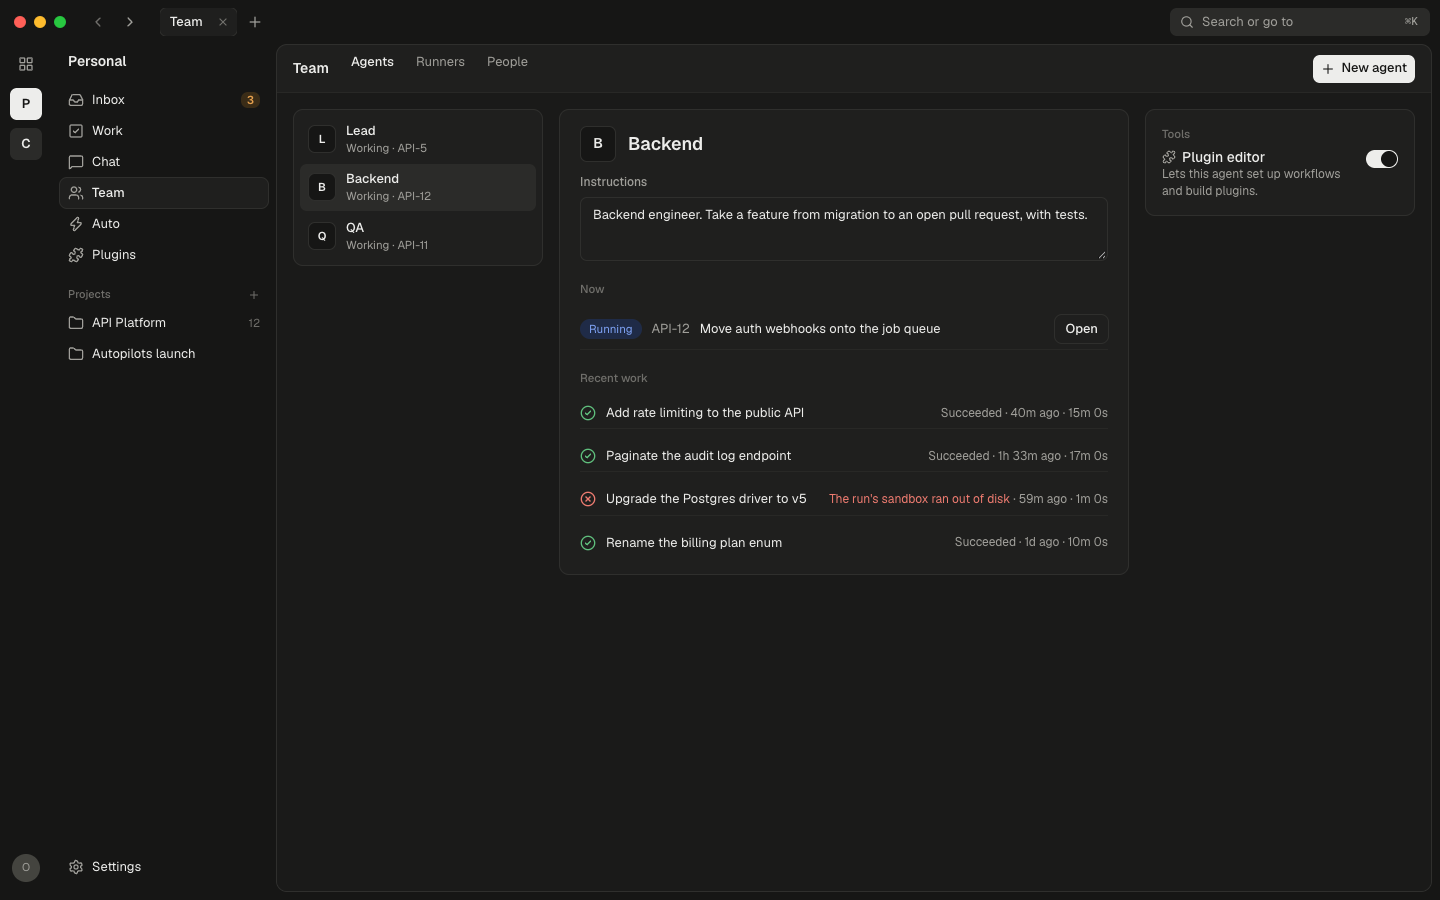 Team
Search or go to
⌘K
Personal
P
C
Inbox
3
Work
Chat
Team
Auto
Plugins
Projects
API Platform
12
Autopilots launch
O
Settings
Team
Agents
Runners
People
New agent
L
Lead
Working · API-5
B
Backend
Working · API-12
Q
QA
Working · API-11
B
Backend
Instructions
Backend engineer. Take a feature from migration to an open pull request, with tests.
Now
Running
API-12
Move auth webhooks onto the job queue
Open
Recent work
Add rate limiting to the public API
Succeeded · 40m ago · 15m 0s
Paginate the audit log endpoint
Succeeded · 1h 33m ago · 17m 0s
Upgrade the Postgres driver to v5
The run's sandbox ran out of disk · 59m ago · 1m 0s
Rename the billing plan enum
Succeeded · 1d ago · 10m 0s
Tools
Plugin editor
Lets this agent set up workflows
and build plugins.